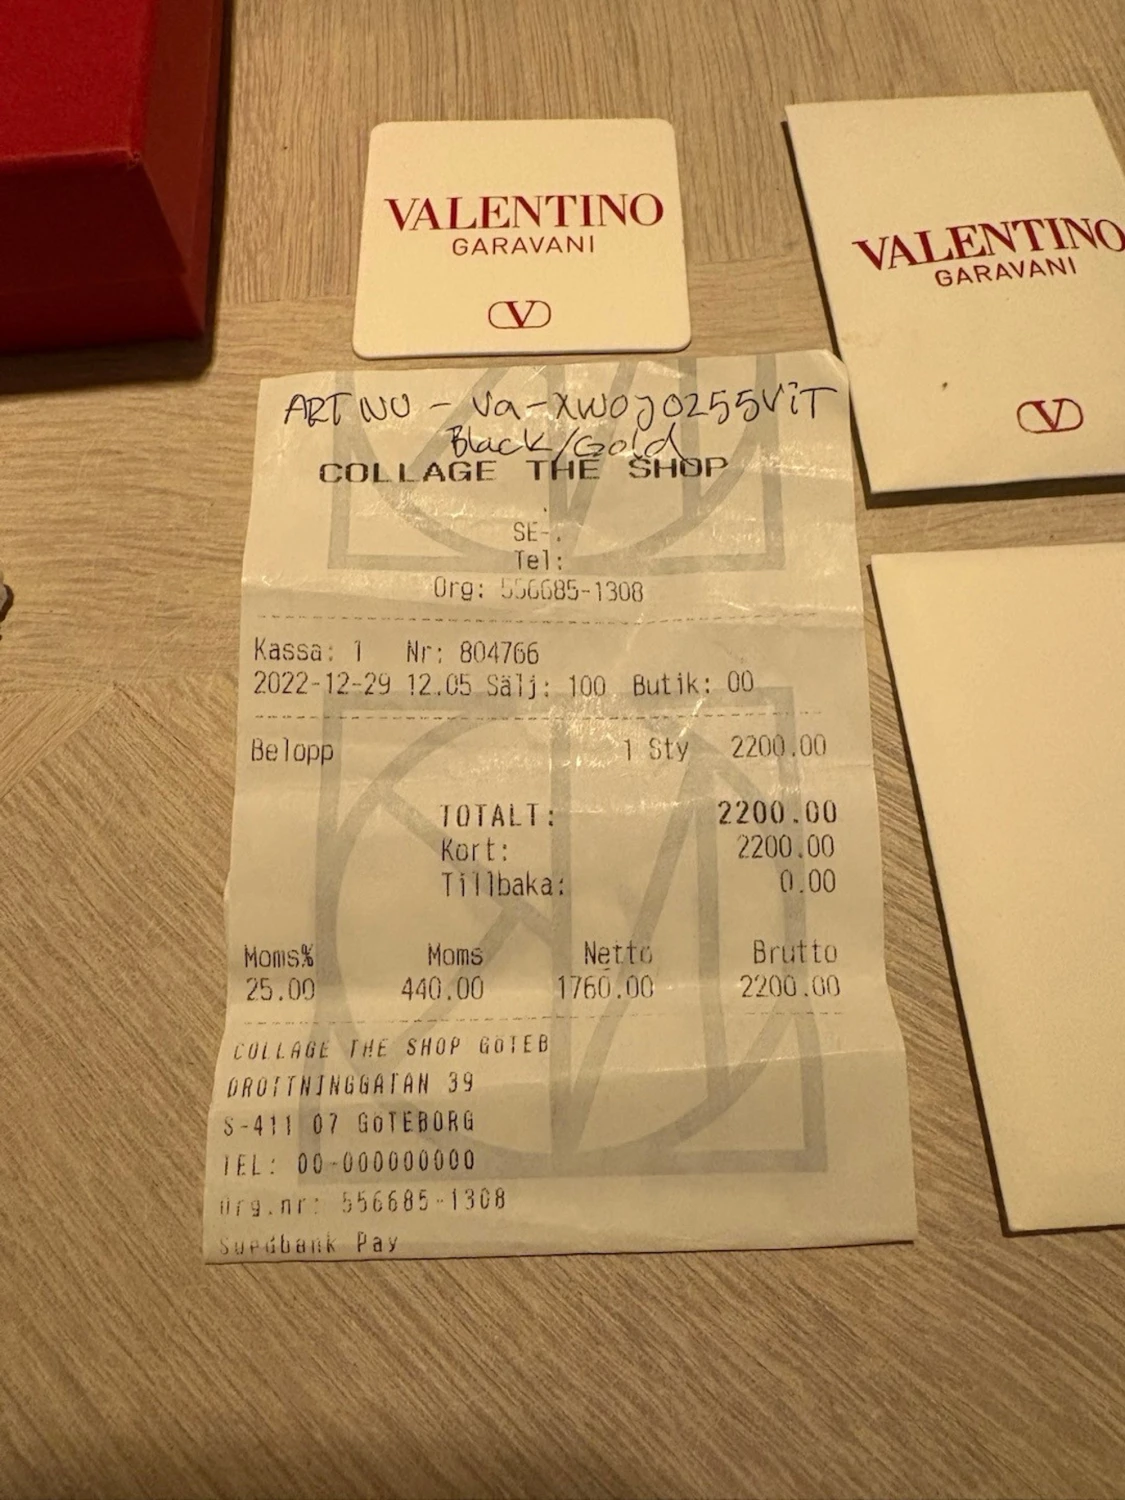 VALENTINO
GARAVANI
V
VALENTINO
GARAVANI
V
ART NU - Va-XW0J0255ViT
Black/Gold
COLLAGE THE SHOP
.
SE-.
Tel:
Org: 556685-1308
Kassa: 1 Nr: 804766
2022-12-29 12.05 Sälj: 100 Butik: 00
Belopp 1 Sty 2200.00
TOTALT: 2200.00
Kort: 2200.00
Tillbaka: 0.00
Moms% Moms Netto Brutto
25.00 440.00 1760.00 2200.00
COLLAGE THE SHOP GÖTEB
DROTTNINGGATAN 39
S-411 07 GÖTEBORG
TEL: 00-000000000
Org.nr: 556685-1308
Swedbank Pay